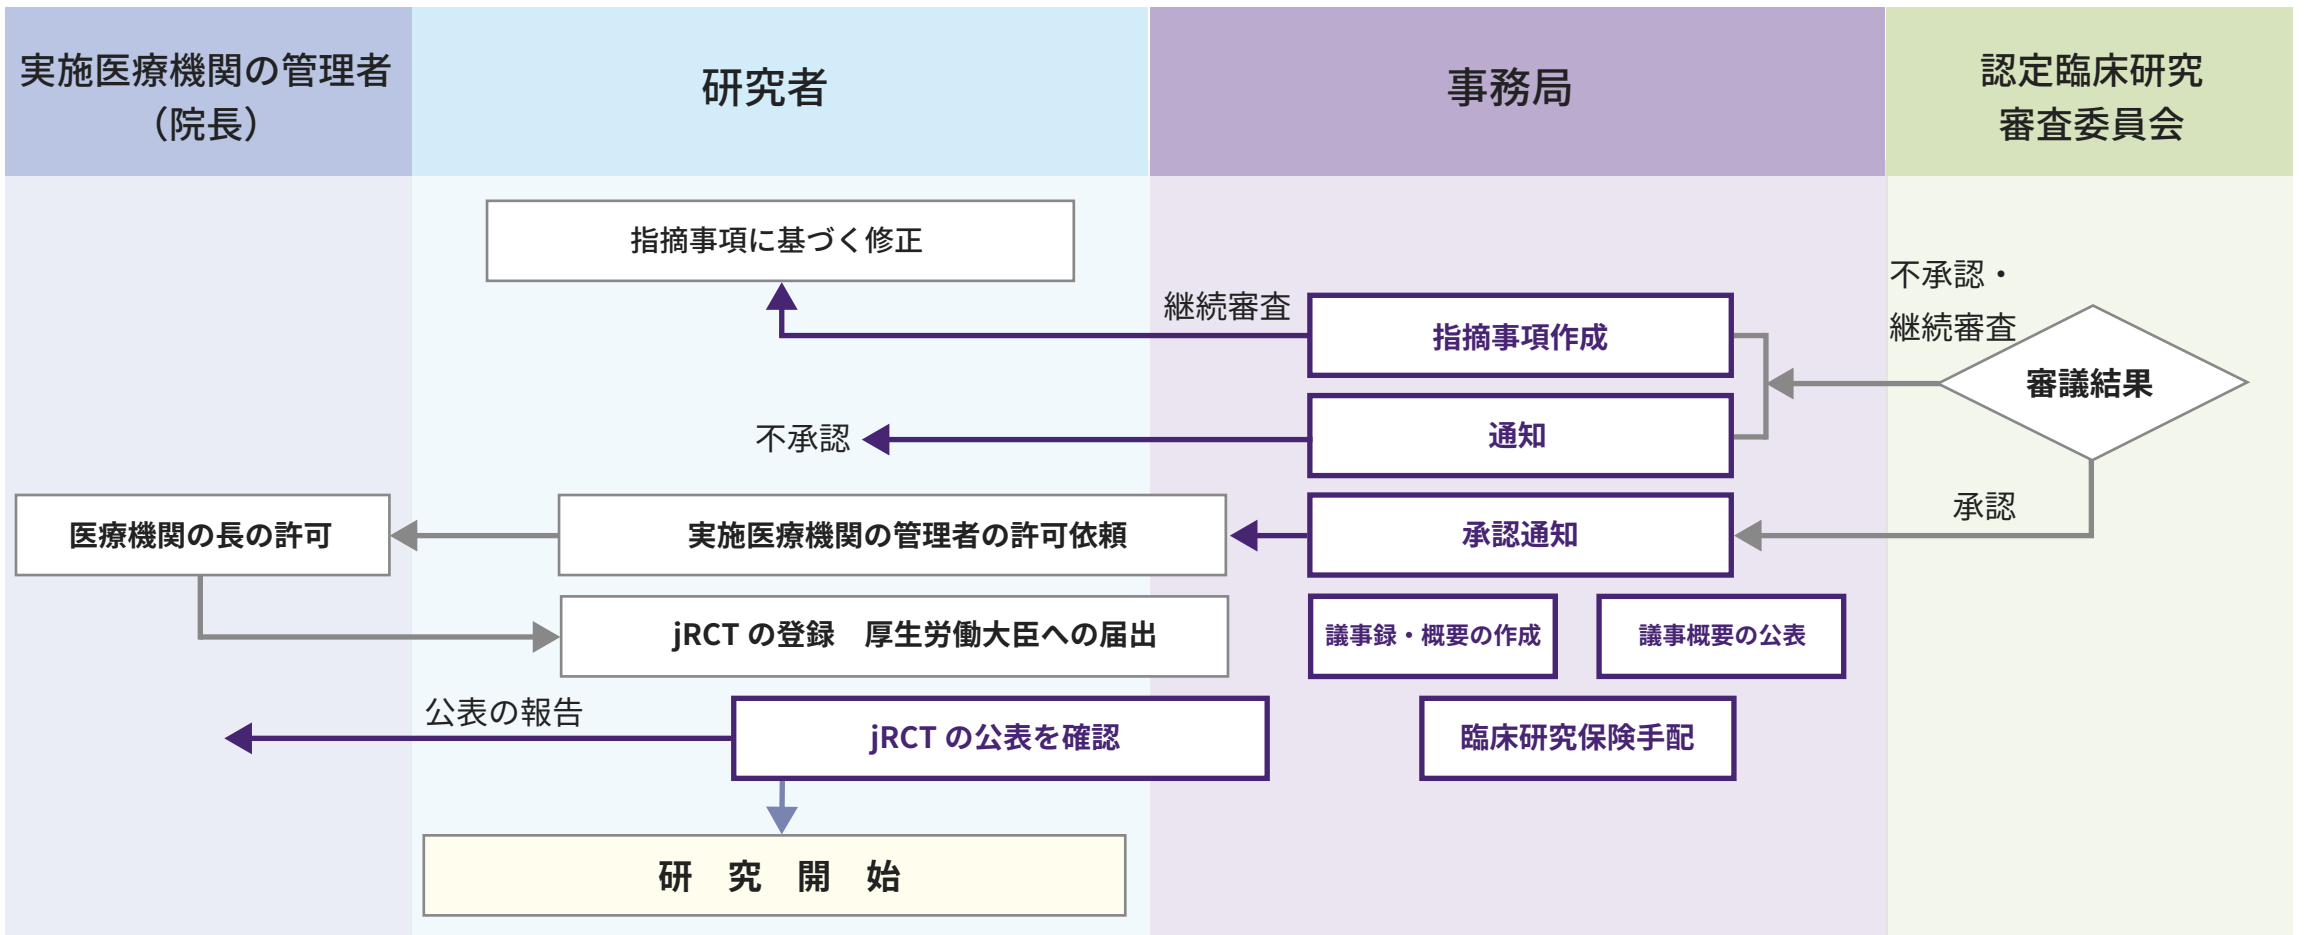 実施医療機関の管理者
（院長）
研究者
事務局
認定臨床研究
審査委員会
指摘事項に基づく修正
継続審査
指摘事項作成
不承認・
継続審査
審議結果
不承認
通知
承認
医療機関の長の許可
実施医療機関の管理者の許可依頼
承認通知
jRCT の登録　厚生労働大臣への届出
議事録・概要の作成
議事概要の公表
公表の報告
jRCT の公表を確認
臨床研究保険手配
研　究　開　始